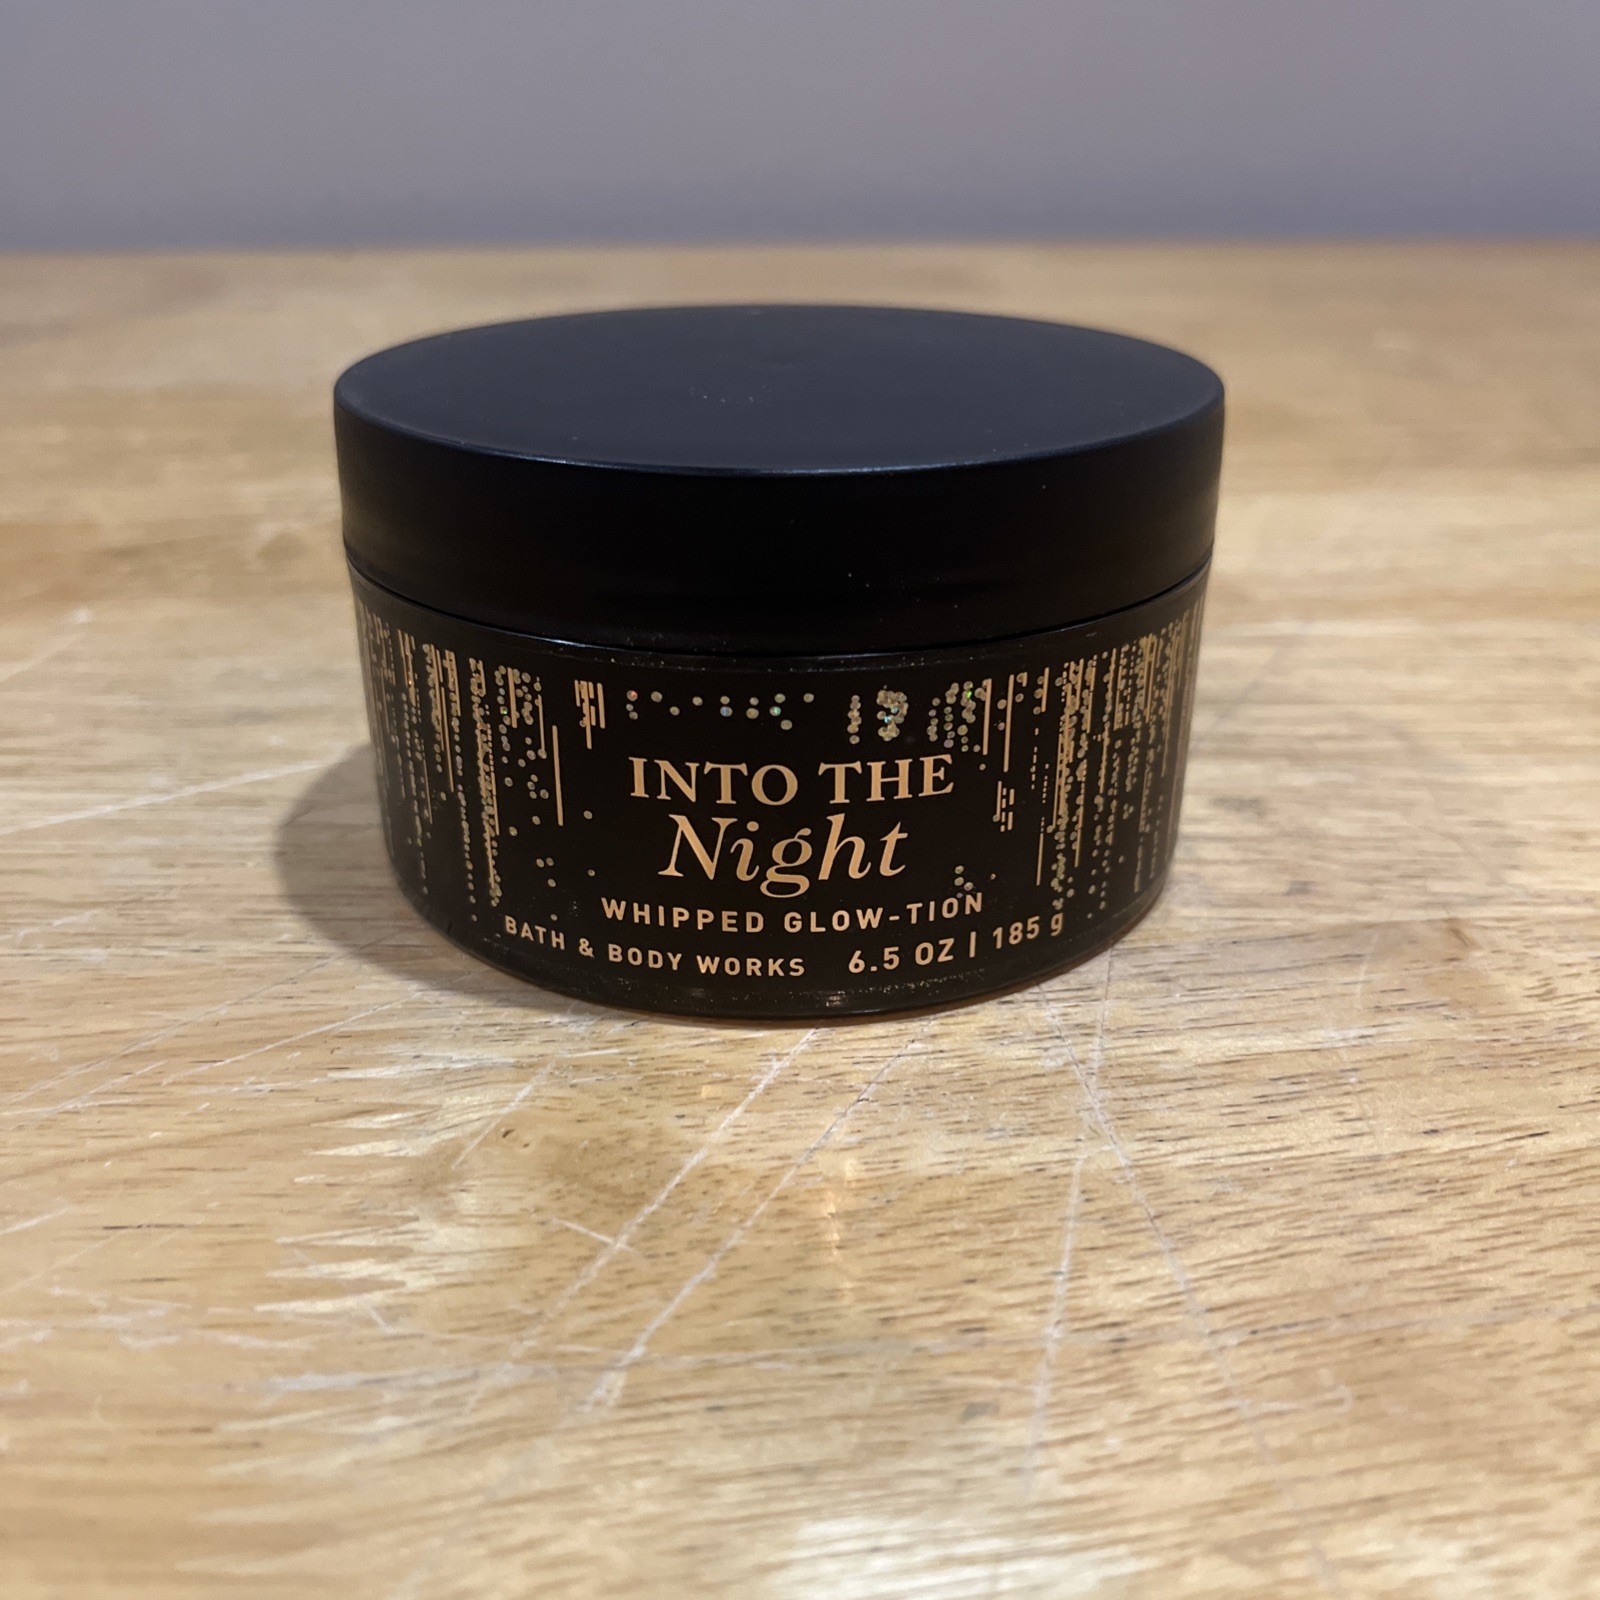 INTO THE
Night
WHIPPED GLOW-TION
BATH & BODY WORKS 6.5 OZ | 185 g